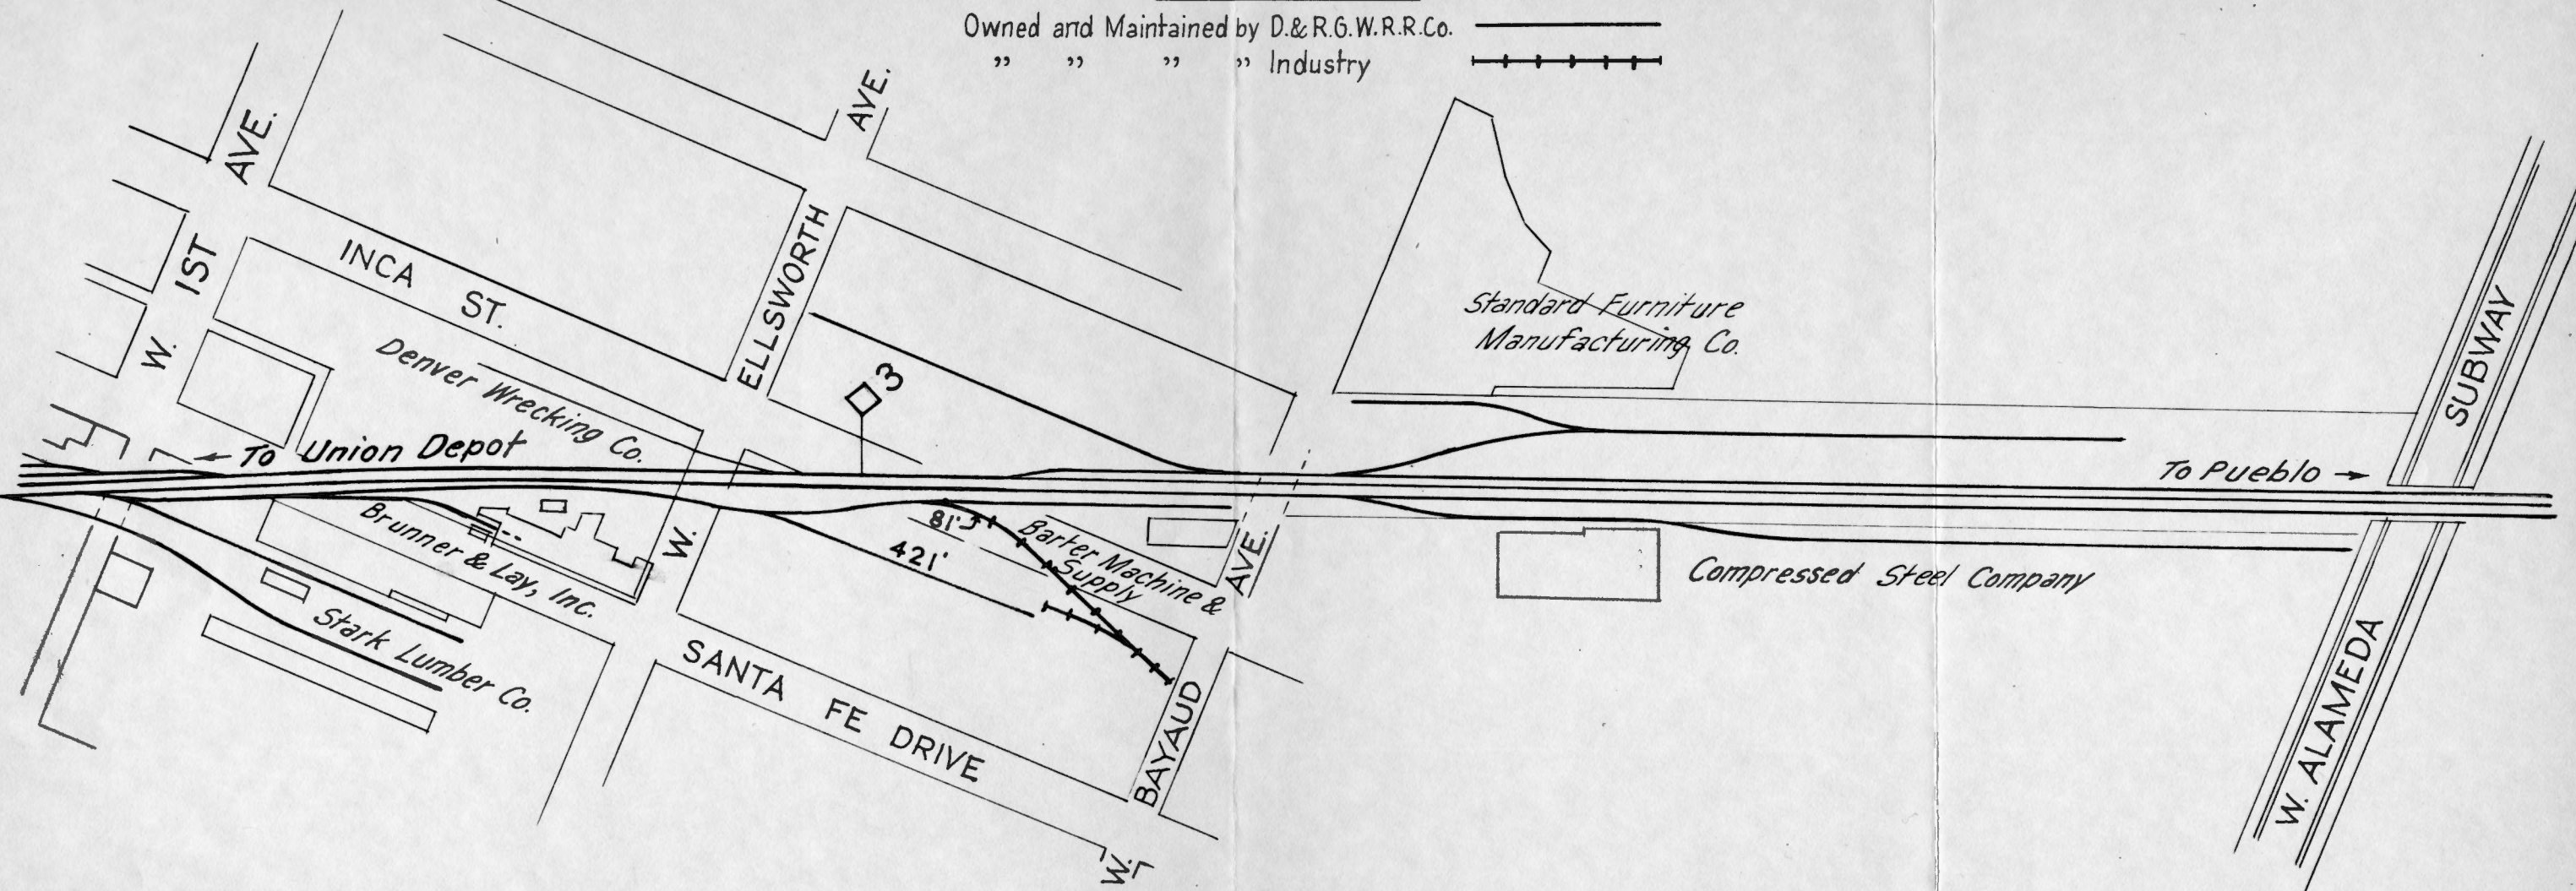 Owned and Maintained by D.&R.G.W.R.R.Co.
" " " " Industry
AVE.
AVE.
W. 1ST
INCA ST.
ELLSWORTH
3
Denver Wrecking Co.
← To Union Depot
Standard Furniture
Manufacturing Co.
SUBWAY
To Pueblo →
Brunner & Lay, Inc.
W.
81'
421'
Barter Machine &
Supply
AVE.
Compressed Steel Company
Stark Lumber Co.
SANTA FE DRIVE
BAYAUD
W.
W. ALAMEDA